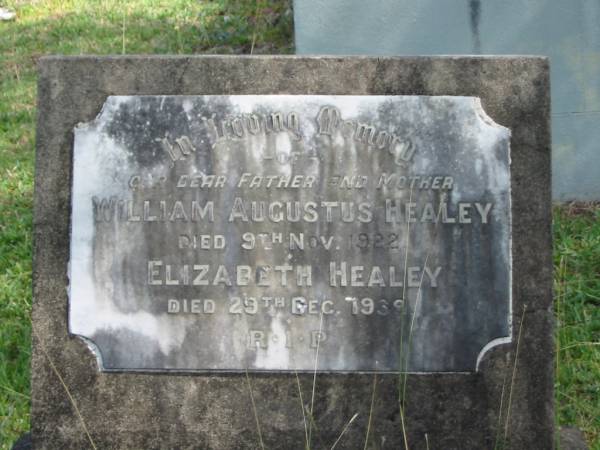 In Loving Memory
- OF -
OUR DEAR FATHER AND MOTHER
WILLIAM AUGUSTUS HEALEY
DIED 9TH NOV. 1922
ELIZABETH HEALEY
DIED 29TH DEC. 1939
R·I·P